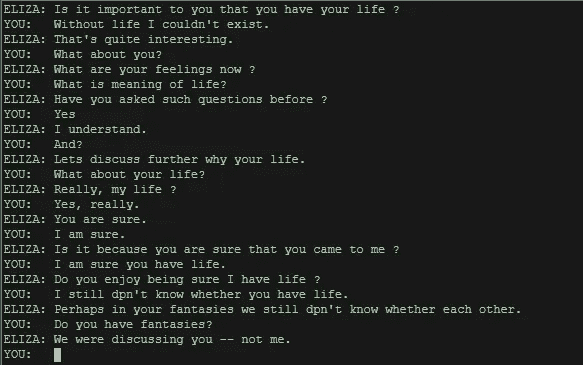 ELIZA: Is it important to you that you have your life ?
YOU: Without life I couldn't exist.
ELIZA: That's quite interesting.
YOU: What about you?
ELIZA: What are your feelings now ?
YOU: What is meaning of life?
ELIZA: Have you asked such questions before ?
YOU: Yes
ELIZA: I understand.
YOU: And?
ELIZA: Lets discuss further why your life.
YOU: What about your life?
ELIZA: Really, my life ?
YOU: Yes, really.
ELIZA: You are sure.
YOU: I am sure.
ELIZA: Is it because you are sure that you came to me ?
YOU: I am sure you have life.
ELIZA: Do you enjoy being sure I have life ?
YOU: I still dpn't know whether you have life.
ELIZA: Perhaps in your fantasies we still dpn't know whether each other.
YOU: Do you have fantasies?
ELIZA: We were discussing you -- not me.
YOU: